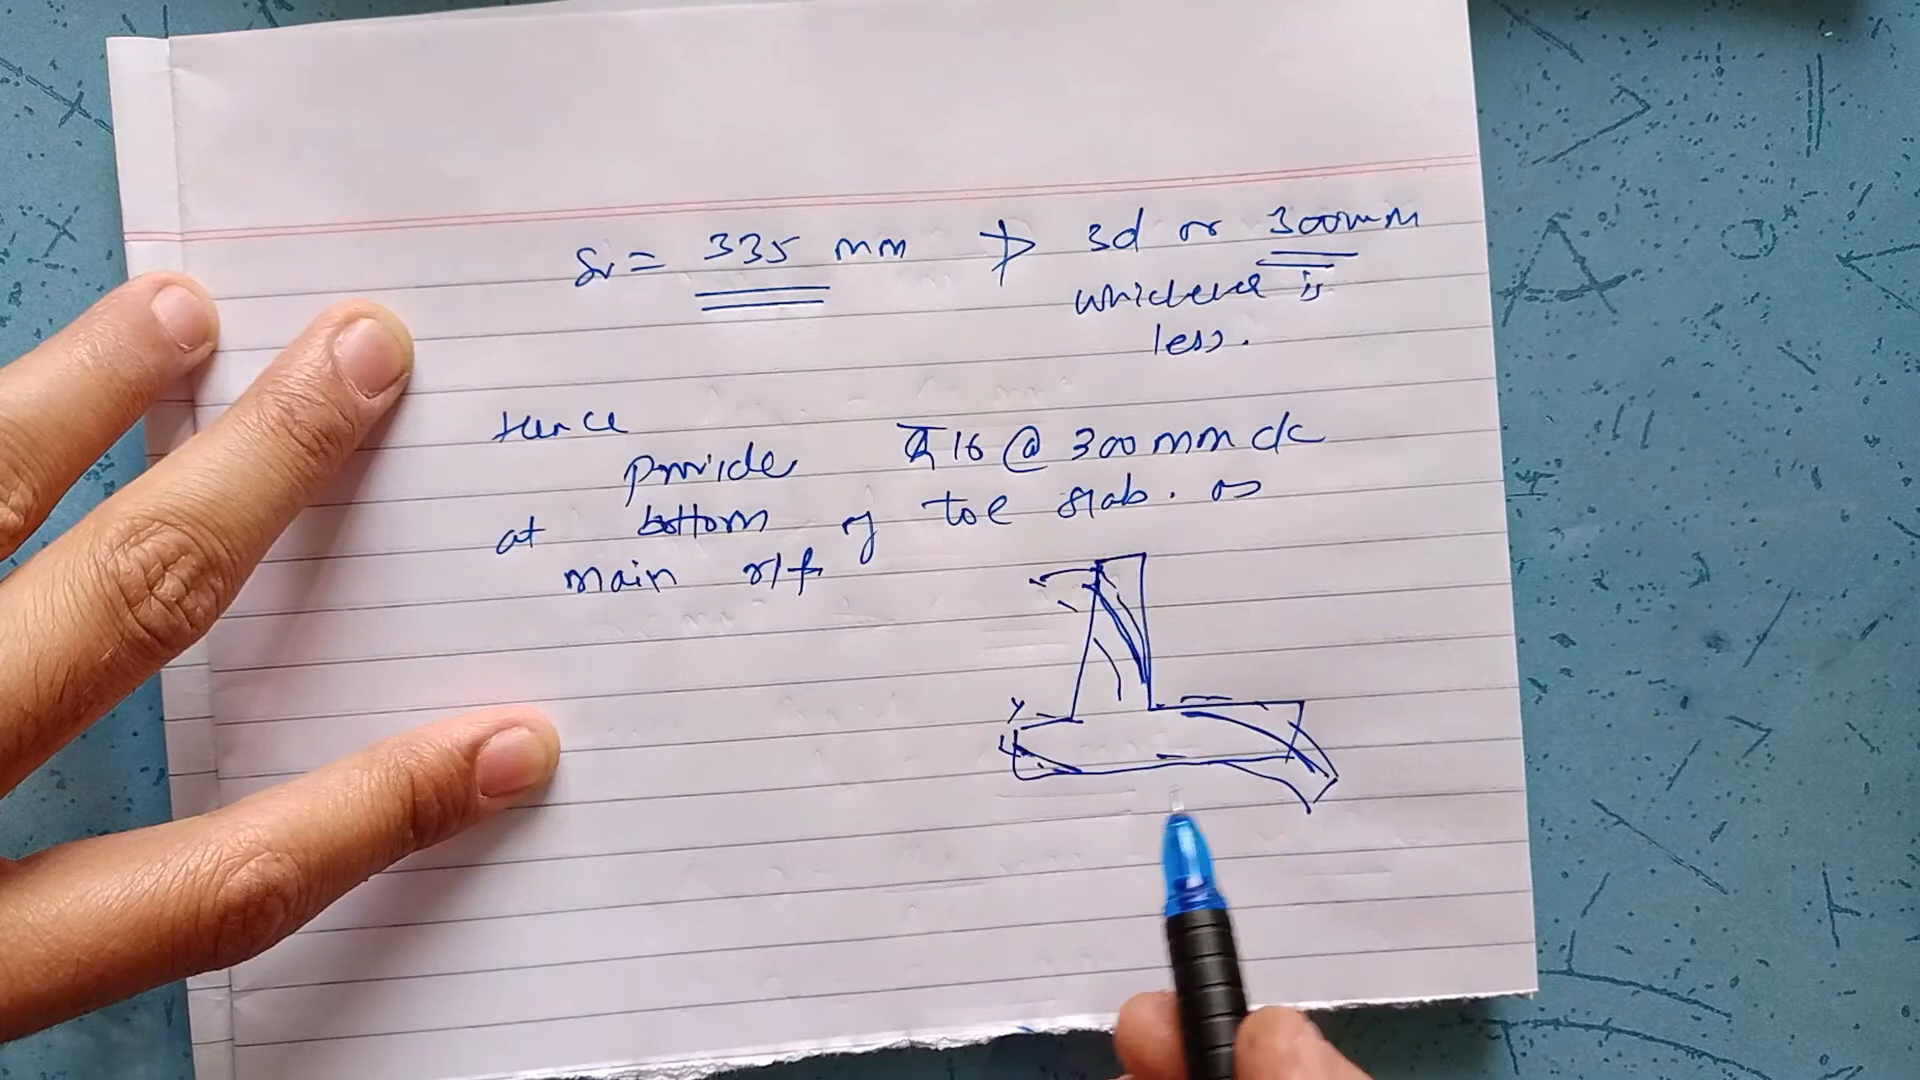 Sv = 335 mm ≯ 3d or 300mm
whichever is
less.
Hence
provide Φ 16 @ 300 mm c/c
at bottom of toe slab. as
main r/f